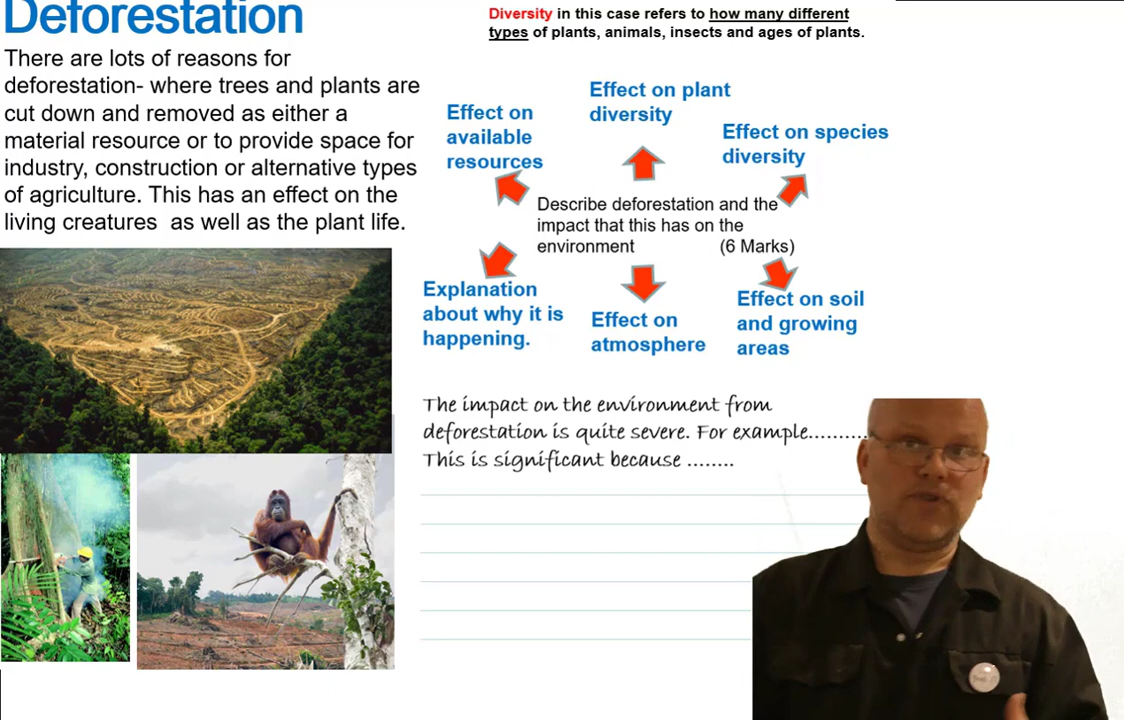 Deforestation
There are lots of reasons for
deforestation- where trees and plants are
cut down and removed as either a
material resource or to provide space for
industry, construction or alternative types
of agriculture. This has an effect on the
living creatures as well as the plant life.
Diversity in this case refers to how many different
types of plants, animals, insects and ages of plants.
Effect on
available
resources
Effect on plant
diversity
Effect on species
diversity
Describe deforestation and the
impact that this has on the
environment (6 Marks)
Explanation
about why it is
happening.
Effect on
atmosphere
Effect on soil
and growing
areas
The impact on the environment from
deforestation is quite severe. For example..........
This is significant because ........